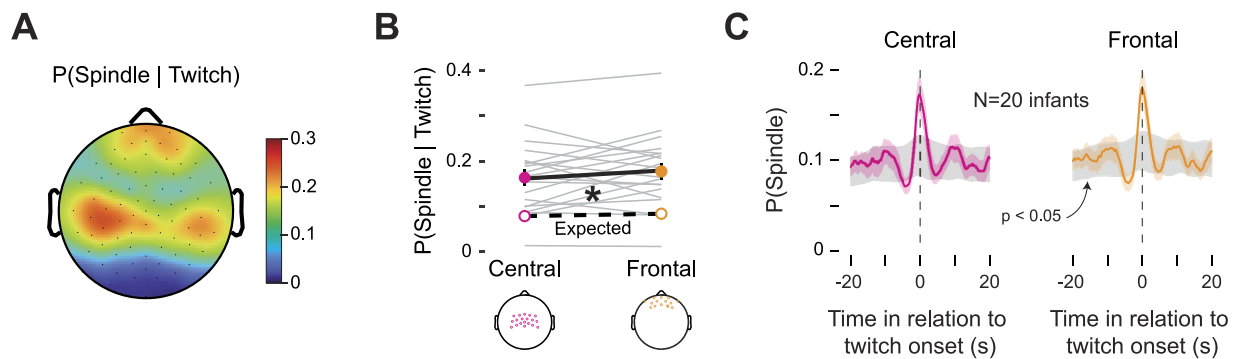 A
P(Spindle | Twitch)
0.3
0.2
0.1
0
B
P(Spindle | Twitch)
0.4
0.2
0
*
Expected
Central
Frontal
C
Central
Frontal
P(Spindle)
0.2
0.1
0
N=20 infants
p < 0.05
-20
0
20
-20
0
20
Time in relation to
twitch onset (s)
Time in relation to
twitch onset (s)